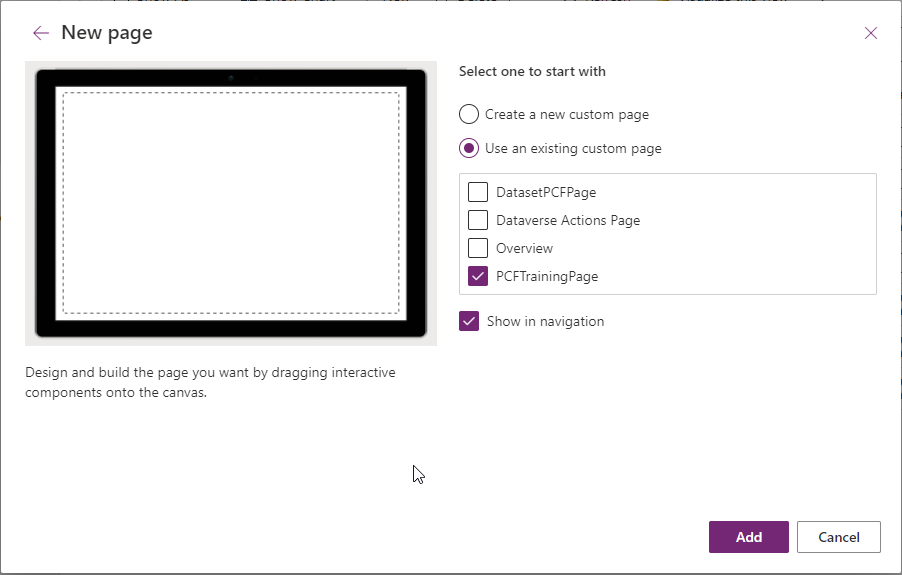 New page
Select one to start with
Create a new custom page
Use an existing custom page
DatasetPCFPage
Dataverse Actions Page
Overview
PCFTrainingPage
Show in navigation
Design and build the page you want by dragging interactive
components onto the canvas.
Add
Cancel